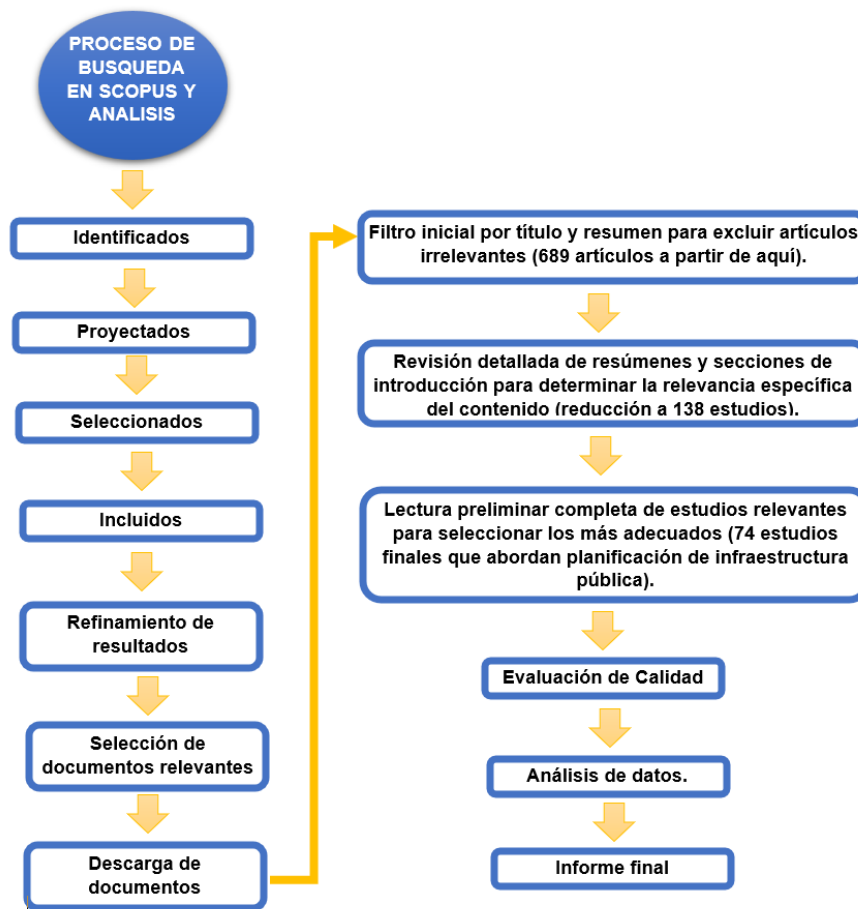 PROCESO DE
BUSQUEDA
EN SCOPUS Y
ANALISIS
Identificados
Proyectados
Seleccionados
Incluidos
Refinamiento de
resultados
Selección de
documentos relevantes
Descarga de
documentos
Filtro inicial por título y resumen para excluir artículos
irrelevantes (689 artículos a partir de aquí).
Revisión detallada de resúmenes y secciones de
introducción para determinar la relevancia específica
del contenido (reducción a 138 estudios).
Lectura preliminar completa de estudios relevantes
para seleccionar los más adecuados (74 estudios
finales que abordan planificación de infraestructura
pública).
Evaluación de Calidad
Análisis de datos.
Informe final